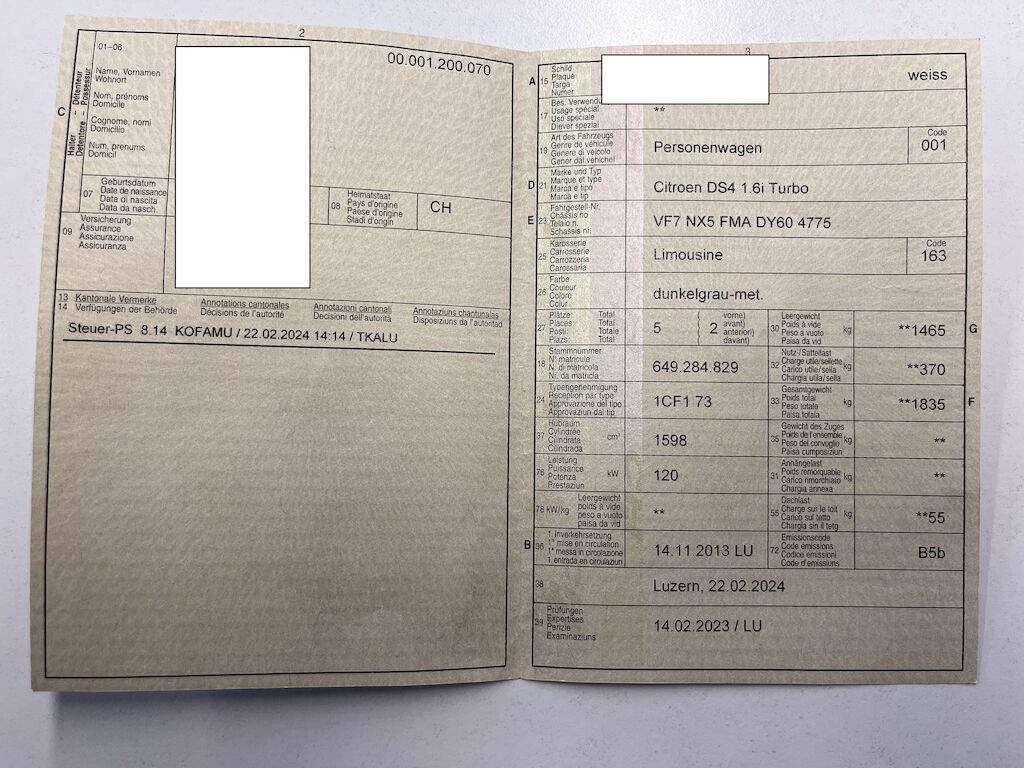 2
00.001.200.070
C
Halter - Détenteur
Detentore - Possessur
01-06
Name, Vornamen
Wohnort
Nom, prénoms
Domicile
Cognome, nomi
Domicilio
Num, prenums
Domicil
07
Geburtsdatum
Date de naissance
Data di nascita
Data da nasch.
08
Heimatstaat
Pays d'origine
Paese d'origine
Stadi d'origin
CH
09
Versicherung
Assurance
Assicurazione
Assicuranza
13 Kantonale Vermerke
14 Verfügungen der Behörde
Annotations cantonales
Décisions de l'autorité
Annotazioni cantonali
Decisioni dell'autorità
Annotaziuns chantunalas
Disposiziuns da l'autoritad
Steuer-PS 8.14 KOFAMU / 22.02.2024 14:14 / TKALU
3
A
15
Schild
Plaque
Targa
Numer
weiss
17
Bes. Verwendu
Usage spécial
Uso speciale
Diever spezial
**
19
Art des Fahrzeugs
Genre de véhicule
Genere di veicolo
Gener dal vehichel
Personenwagen
Code
001
D
21
Marke und Typ
Marque et type
Marca e tipo
Marca e tip
Citroen DS4 1.6i Turbo
E
23
Fahrgestell-Nr.
Châssis no
Telaio n.
Schassis nr.
VF7 NX5 FMA DY60 4775
25
Karosserie
Carrosserie
Carrozzeria
Carossaria
Limousine
Code
163
26
Farbe
Couleur
Colore
Colur
dunkelgrau-met.
27
Plätze: Total
Places: Total
Posti: Totale
Plazs: Total
5
2
vorne)
avant)
anteriori)
davant)
30
Leergewicht
Poids à vide
Peso a vuoto
Paisa da vid
kg
**1465
G
18
Stammnummer
N° matricule
N. di matricola
Nr. da matricla
649.284.829
32
Nutz-/Sattellast
Charge utile/sellette
Carico utile/sella
Chargia utila/sella
kg
**370
24
Typengenehmigung
Réception par type
Approvazione del tipo
Approvaziun dal tip
1CF1 73
33
Gesamtgewicht
Poids total
Peso totale
Paisa totala
kg
**1835
F
37
Hubraum
Cylindrée
Cilindrata
Cilindrada
cm³
1598
35
Gewicht des Zuges
Poids de l'ensemble
Peso del convoglio
Paisa cumposiziun
kg
**
76
Leistung
Puissance
Potenza
Prestaziun
kW
120
31
Anhängelast
Poids remorquable
Carico rimorchiato
Chargia annexa
kg
**
78 kW/kg
Leergewicht
poids à vide
peso a vuoto
paisa da vid
**
55
Dachlast
Charge sur le toit
Carico sul tetto
Chargia sin il tetg
kg
**55
B
36
1. Inverkehrsetzung
1re mise en circulation
1a messa in circolazione
1. entrada en circulaziun
14.11.2013 LU
72
Emissionscode
Code émissions
Codice emissioni
Code d'emissiuns
B5b
38
Luzern, 22.02.2024
39
Prüfungen
Expertises
Perizie
Examinaziuns
14.02.2023 / LU